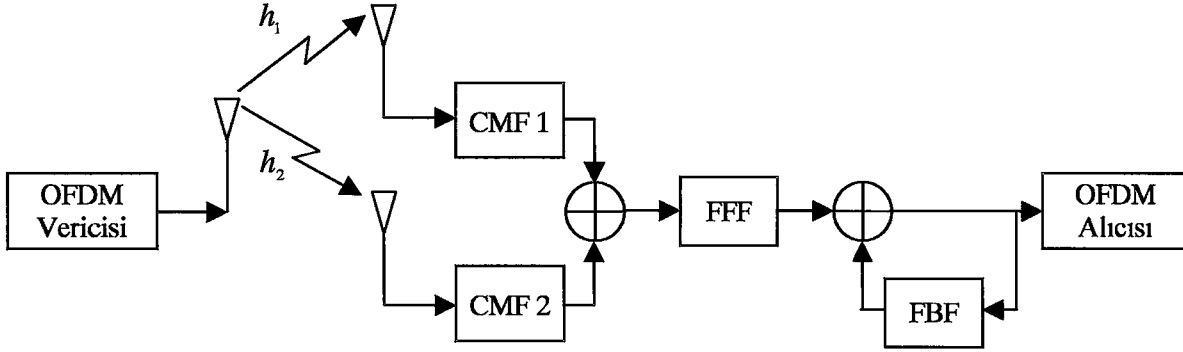 h₁
CMF 1
h₂
OFDM
Vericisi
FFF
OFDM
Alıcısı
CMF 2
FBF